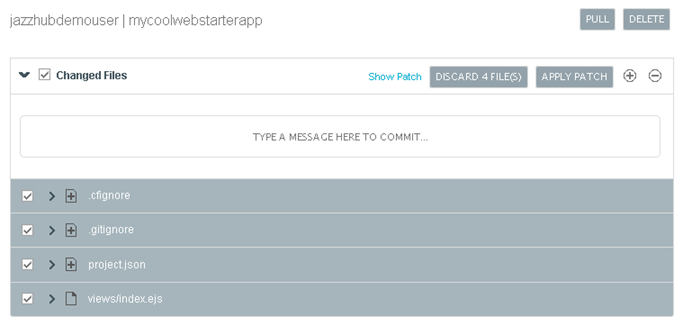 jazzhubdemouser | mycoolwebstarterapp
PULL
DELETE
Changed Files
Show Patch
DISCARD 4 FILE(S)
APPLY PATCH
TYPE A MESSAGE HERE TO COMMIT...
.cfignore
.gitignore
project.json
views/index.ejs